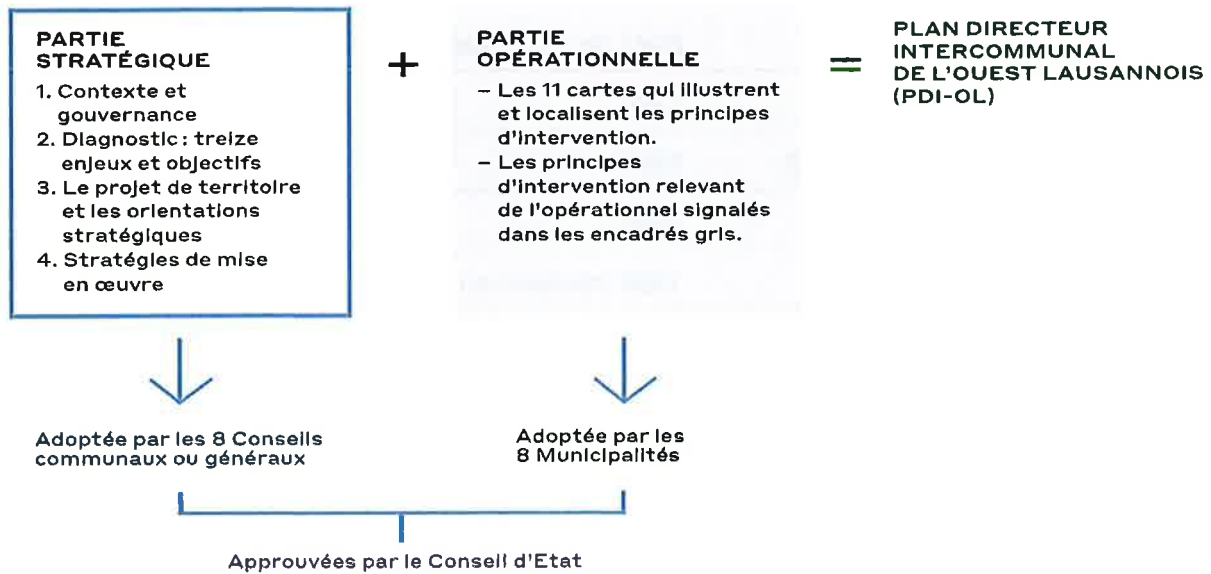 PARTIE
STRATÉGIQUE
1. Contexte et
gouvernance
2. Diagnostic : treize
enjeux et objectifs
3. Le projet de territoire
et les orientations
stratégiques
4. Stratégies de mise
en œuvre
+
PARTIE
OPÉRATIONNELLE
– Les 11 cartes qui illustrent
et localisent les principes
d'intervention.
– Les principes
d'intervention relevant
de l'opérationnel signalés
dans les encadrés gris.
=
PLAN DIRECTEUR
INTERCOMMUNAL
DE L'OUEST LAUSANNOIS
(PDI-OL)
Adoptée par les 8 Conseils
communaux ou généraux
Adoptée par les
8 Municipalités
Approuvées par le Conseil d'Etat